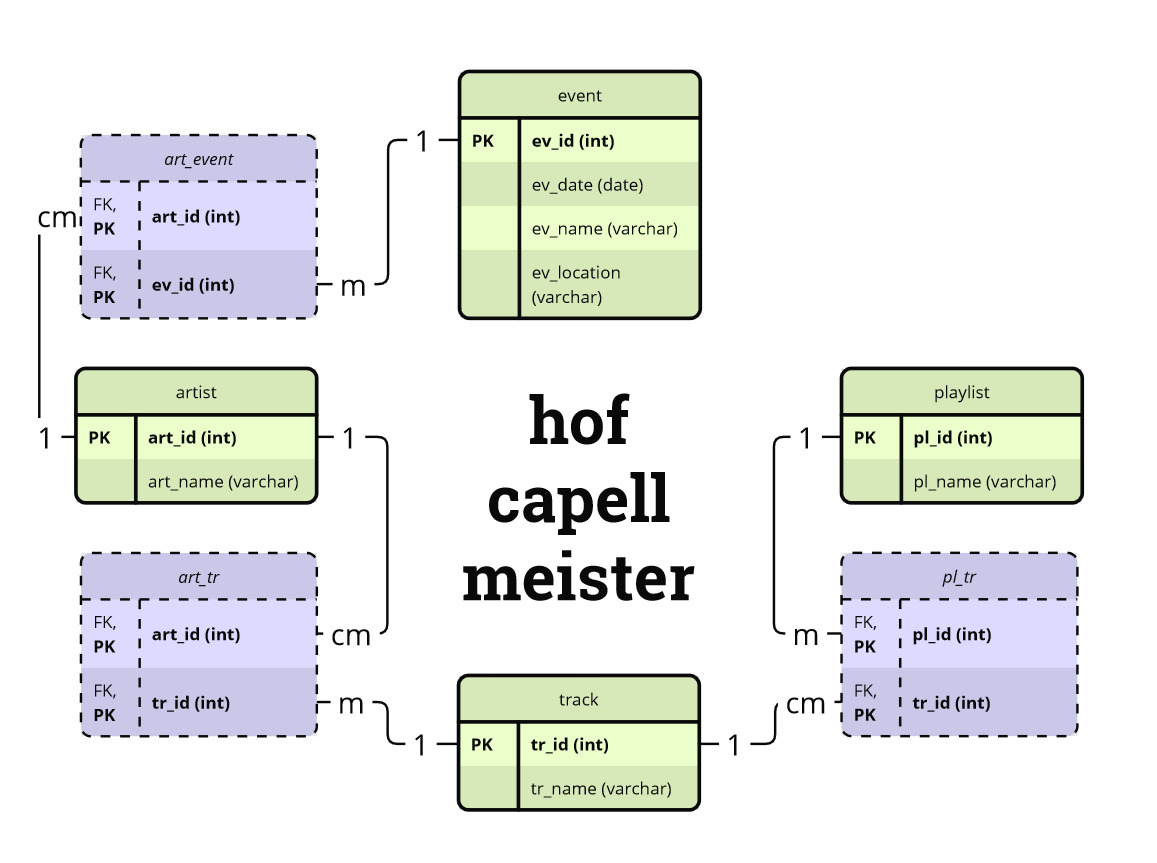 event
PK ev_id (int)
ev_date (date)
ev_name (varchar)
ev_location
(varchar)
1
art_event
FK,
PK
art_id (int)
FK,
PK
ev_id (int)
cm
m
artist
PK art_id (int)
art_name (varchar)
1
1
hof
capell
meister
playlist
PK pl_id (int)
pl_name (varchar)
1
art_tr
FK,
PK
art_id (int)
FK,
PK
tr_id (int)
cm
m
pl_tr
FK,
PK
pl_id (int)
FK,
PK
tr_id (int)
m
cm
track
PK tr_id (int)
tr_name (varchar)
1
1